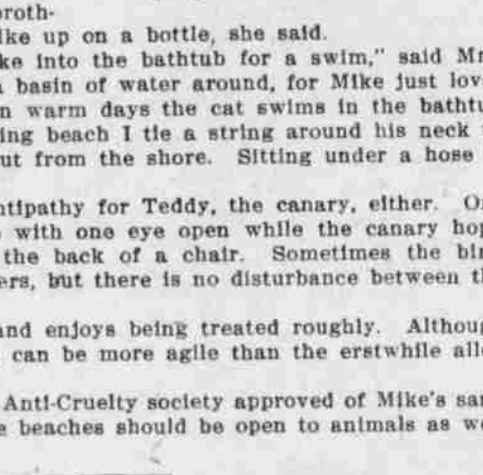 broth-
ike up on a bottle, she said.
ke into the bathtub for a swim," said Mr
a basin of water around, for Mike just lov
n warm days the cat swims in the bathtu
ing beach I tie a string around his neck
ut from the shore. Sitting under a hose
ntipathy for Teddy, the canary, either. O
with one eye open while the canary hop
the back of a chair. Sometimes the bir
ers, but there is no disturbance between th
and enjoys being treated roughly. Althoug
can be more agile than the erstwhile alle
Anti-Cruelty society approved of Mike's sa
e beaches should be open to animals as we